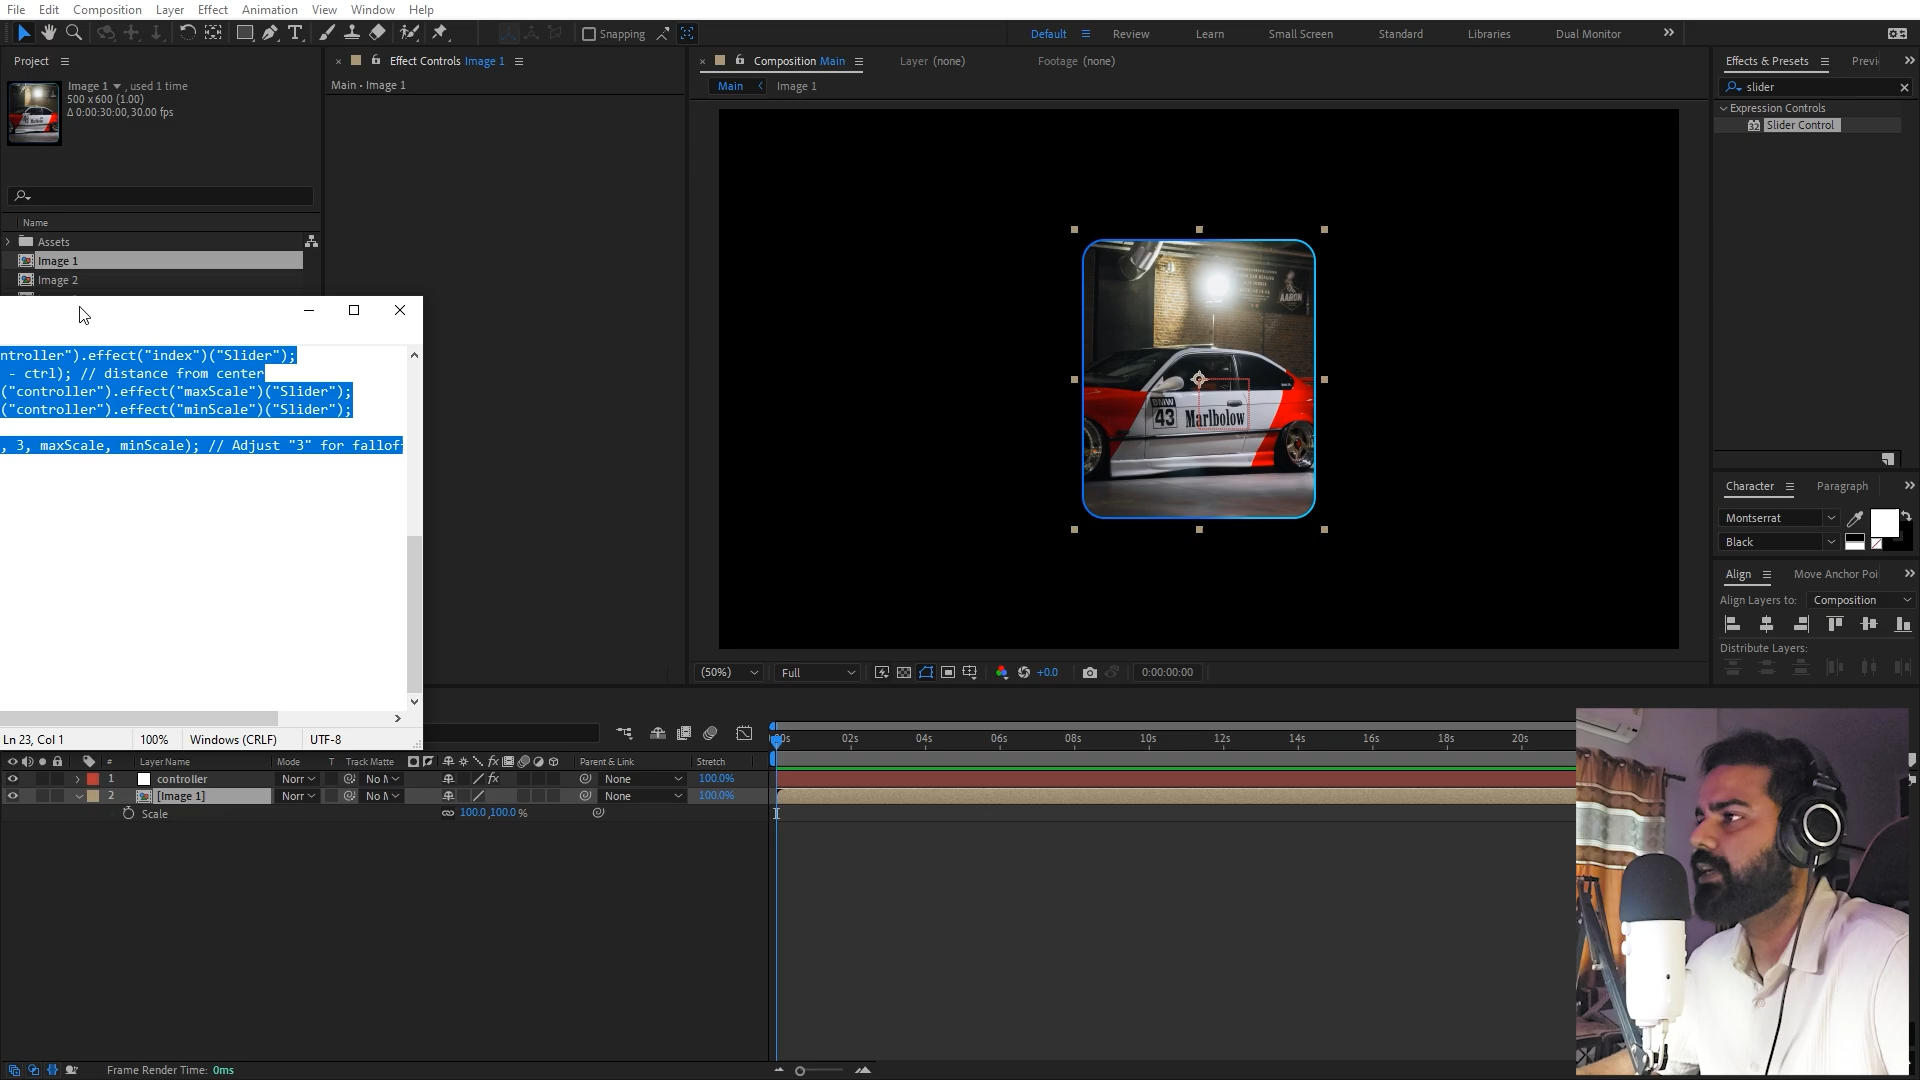 File Edit Composition Layer Effect Animation View Window Help
Snapping
Default Review Learn Small Screen Standard Libraries Dual Monitor
Project
Image 1 , used 1 time
500 x 600 (1.00)
Δ 0:00:30:00, 30.00 fps
Name
Assets
Image 1
Image 2
Effect Controls Image 1
Main • Image 1
Composition Main
Layer (none)
Footage (none)
Main Image 1
AARON
BMW
43 Marlbolow
ntroller").effect("index")("Slider");
- ctrl); // distance from center
("controller").effect("maxScale")("Slider");
("controller").effect("minScale")("Slider");
, 3, maxScale, minScale); // Adjust "3" for fallof
Ln 23, Col 1 100% Windows (CRLF) UTF-8
(50%) Full +0.0 0:00:00:00
Effects & Presets Previ
slider
Expression Controls
32 Slider Control
Character Paragraph
Montserrat
Black
Align Move Anchor Poi
Align Layers to: Composition
Distribute Layers:
00s 02s 04s 06s 08s 10s 12s 14s 16s 18s 20s
# Layer Name Mode T Track Matte fx Parent & Link Stretch
1 controller Norr No M fx None 100.0%
2 [Image 1] Norr No M None 100.0%
Scale 100.0,100.0 %
Frame Render Time: 0ms